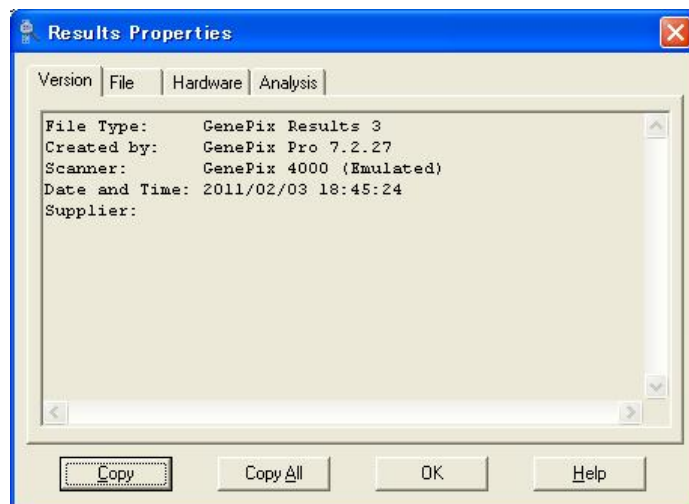 Results Properties
Version File Hardware Analysis
File Type: GenePix Results 3
Created by: GenePix Pro 7.2.27
Scanner: GenePix 4000 (Emulated)
Date and Time: 2011/02/03 18:45:24
Supplier:
Copy Copy All OK Help